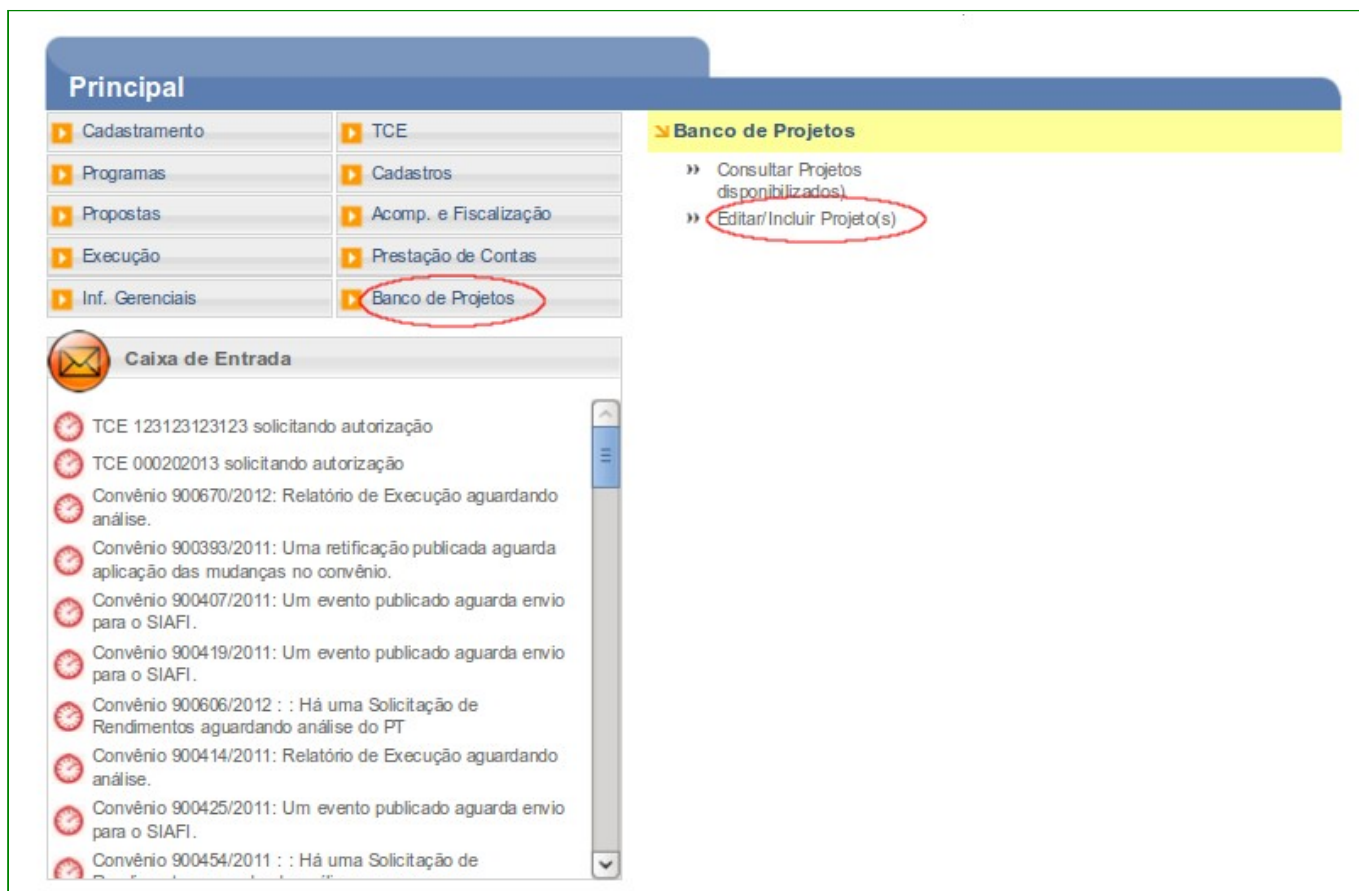 Principal
Cadastramento
TCE
Programas
Cadastros
Propostas
Acomp. e Fiscalização
Execução
Prestação de Contas
Inf. Gerenciais
Banco de Projetos
Banco de Projetos
Consultar Projetos
disponibilizados)
Editar/Incluir Projeto(s)
Caixa de Entrada
TCE 123123123123 solicitando autorização
TCE 000202013 solicitando autorização
Convênio 900670/2012: Relatório de Execução aguardando
análise.
Convênio 900393/2011: Uma retificação publicada aguarda
aplicação das mudanças no convênio.
Convênio 900407/2011: Um evento publicado aguarda envio
para o SIAFI.
Convênio 900419/2011: Um evento publicado aguarda envio
para o SIAFI.
Convênio 900606/2012 : : Há uma Solicitação de
Rendimentos aguardando análise do PT
Convênio 900414/2011: Relatório de Execução aguardando
análise.
Convênio 900425/2011: Um evento publicado aguarda envio
para o SIAFI.
Convênio 900454/2011 : : Há uma Solicitação de